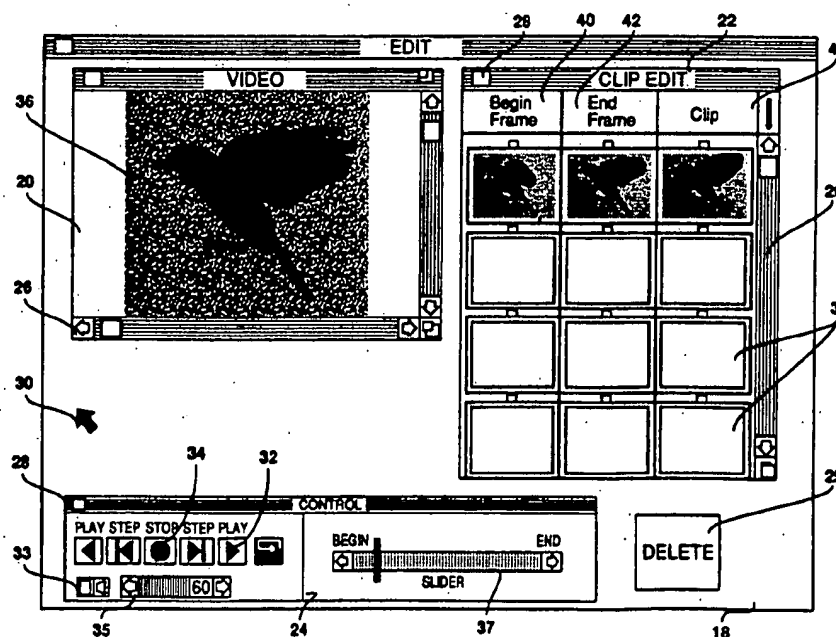 28 40 42 22 4
EDIT
VIDEO
CLIP EDIT
Begin Frame
End Frame
Clip
36
20
26
30
28
34
32
CONTROL
PLAY STEP STOP STEP PLAY
BEGIN
END
60
SLIDER
DELETE
33
35
24
37
18